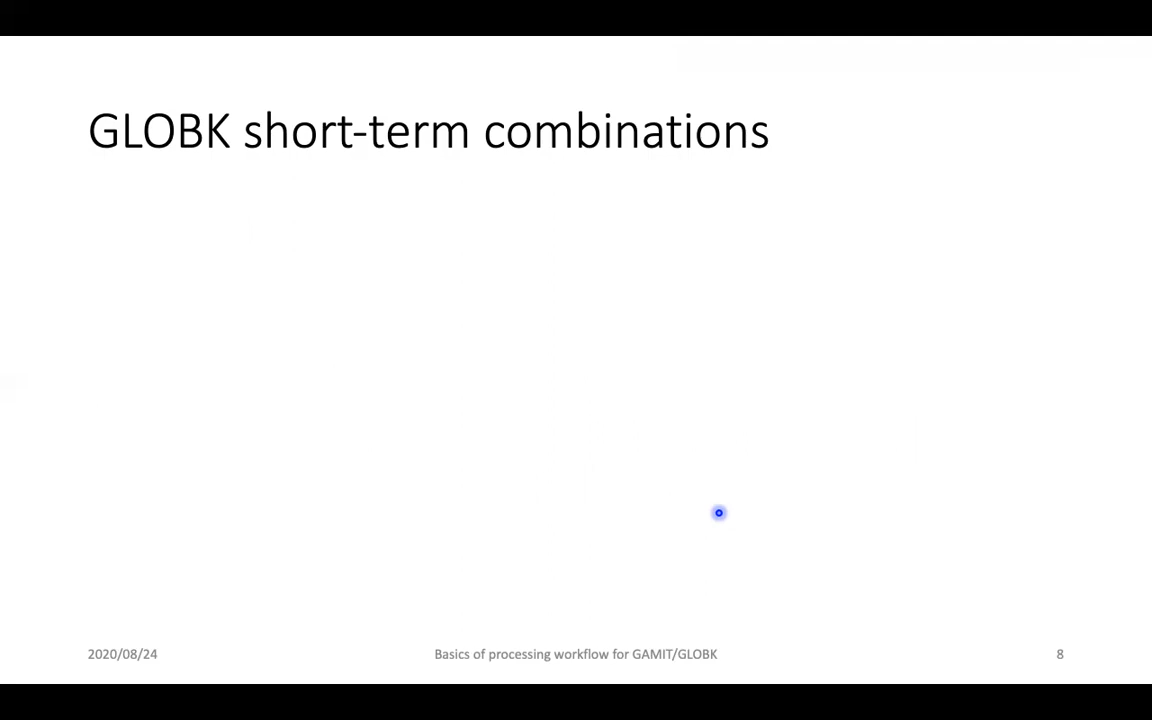 GLOBK short-term combinations
2020/08/24
Basics of processing workflow for GAMIT/GLOBK
8